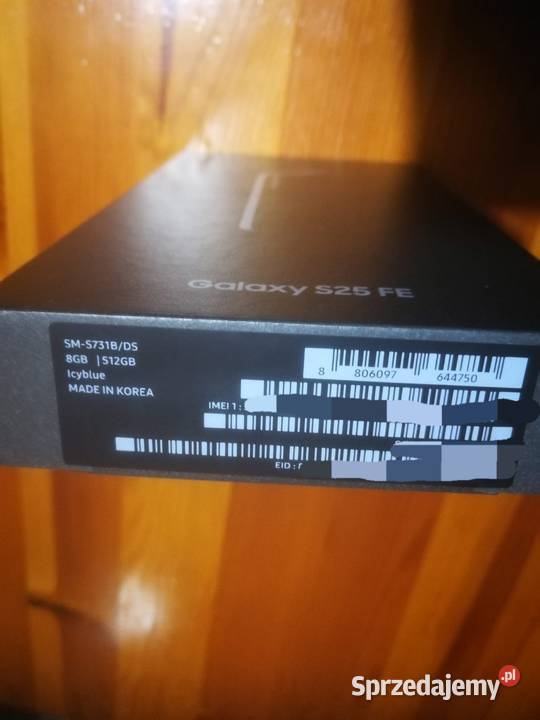 Galaxy S25 FE
SM-S731B/DS
8GB | 512GB
Icyblue
MADE IN KOREA
8 806097 644750
IMEI 1 :
EID :
Sprzedajemy.pl